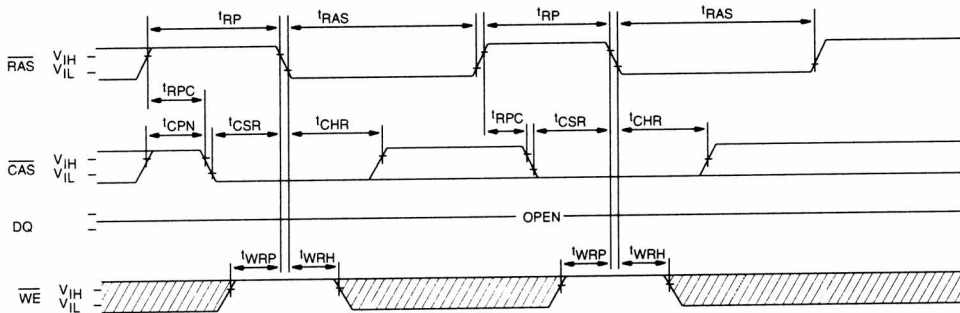 tRP tRAS tRP tRAS
RAS VIH
VIL
tRPC tRPC
tCPN tCSR tCHR tCSR tCHR
CAS VIH
VIL
DQ OPEN
tWRP tWRH tWRP tWRH
WE VIH
VIL